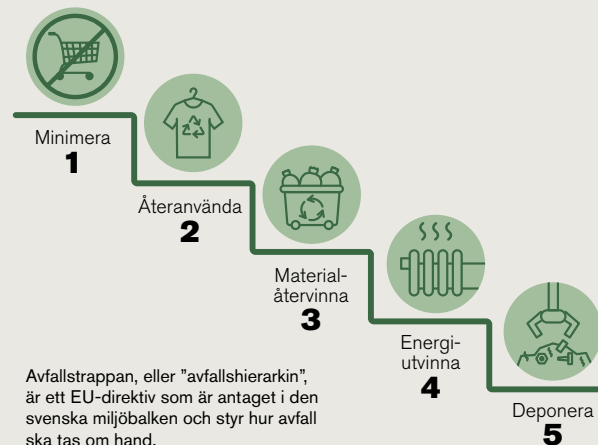 Minimera
1
Återanvända
2
Material-
återvinna
3
Energi-
utvinna
4
Deponera
5
Avfallstrappan, eller ”avfallshierarkin”,
är ett EU-direktiv som är antaget i den
svenska miljöbalken och styr hur avfall
ska tas om hand.